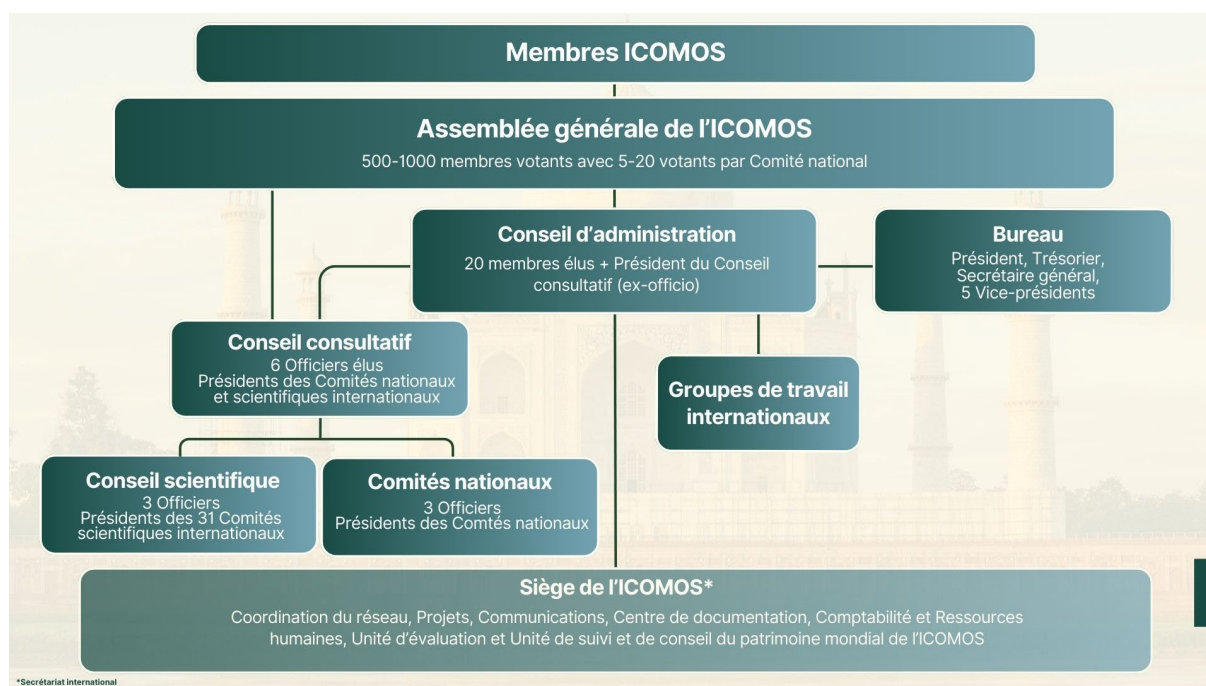 Membres ICOMOS
Assemblée générale de l'ICOMOS
500-1000 membres votants avec 5-20 votants par Comité national
Conseil d'administration
20 membres élus + Président du Conseil
consultatif (ex-officio)
Bureau
Président, Trésorier,
Secrétaire général,
5 Vice-présidents
Conseil consultatif
6 Officiers élus
Présidents des Comités nationaux
et scientifiques internationaux
Groupes de travail
internationaux
Conseil scientifique
3 Officiers
Présidents des 31 Comités
scientifiques internationaux
Comités nationaux
3 Officiers
Présidents des Comtés nationaux
Siège de l'ICOMOS*
Coordination du réseau, Projets, Communications, Centre de documentation, Comptabilité et Ressources
humaines, Unité d'évaluation et Unité de suivi et de conseil du patrimoine mondial de l'ICOMOS
*Secrétariat international